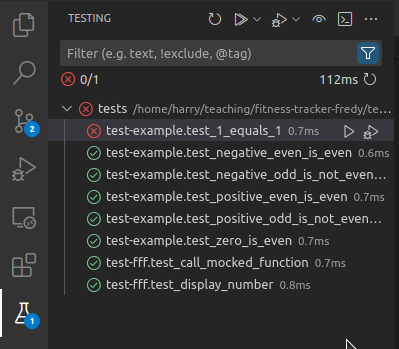 TESTING
Filter (e.g. text, !exclude, @tag)
0/1 112ms
tests /home/harry/teaching/fitness-tracker-fredy/te...
test-example.test_1_equals_1 0.7ms
2
test-example.test_negative_even_is_even 0.6ms
test-example.test_negative_odd_is_not_even...
test-example.test_positive_even_is_even 0.7ms
test-example.test_positive_odd_is_not_even...
test-example.test_zero_is_even 0.7ms
test-fff.test_call_mocked_function 0.7ms
test-fff.test_display_number 0.8ms
1